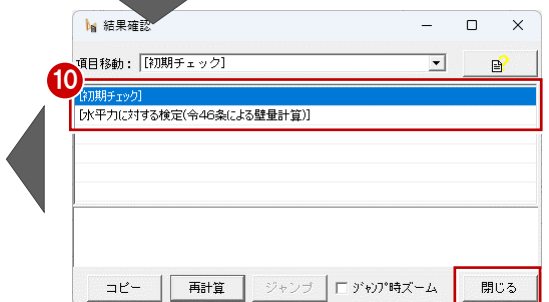 結果確認
項目移動： [初期チェック]
10
[初期チェック]
[水平力に対する検定(令46条による壁量計算)]
コピー 再計算 ジャンプ ジャンプ時ズーム 閉じる